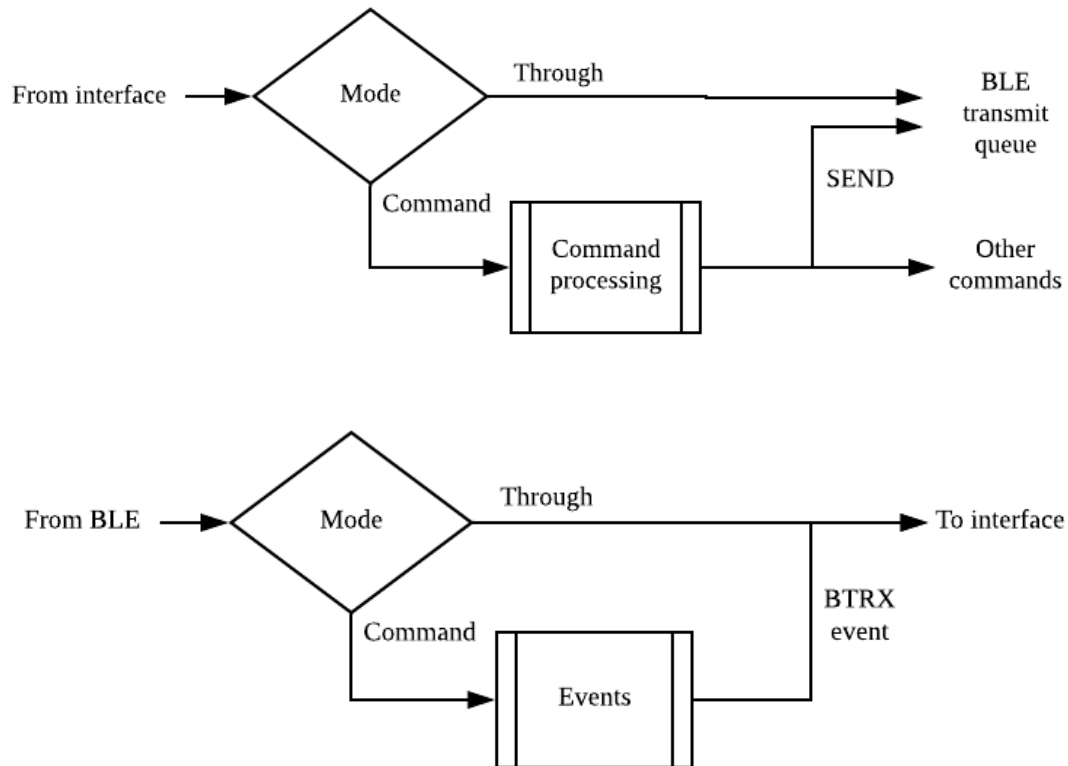 From interface
Mode
Through
BLE
transmit
queue
SEND
Command
Command
processing
Other
commands
From BLE
Mode
Through
To interface
BTRX
event
Command
Events